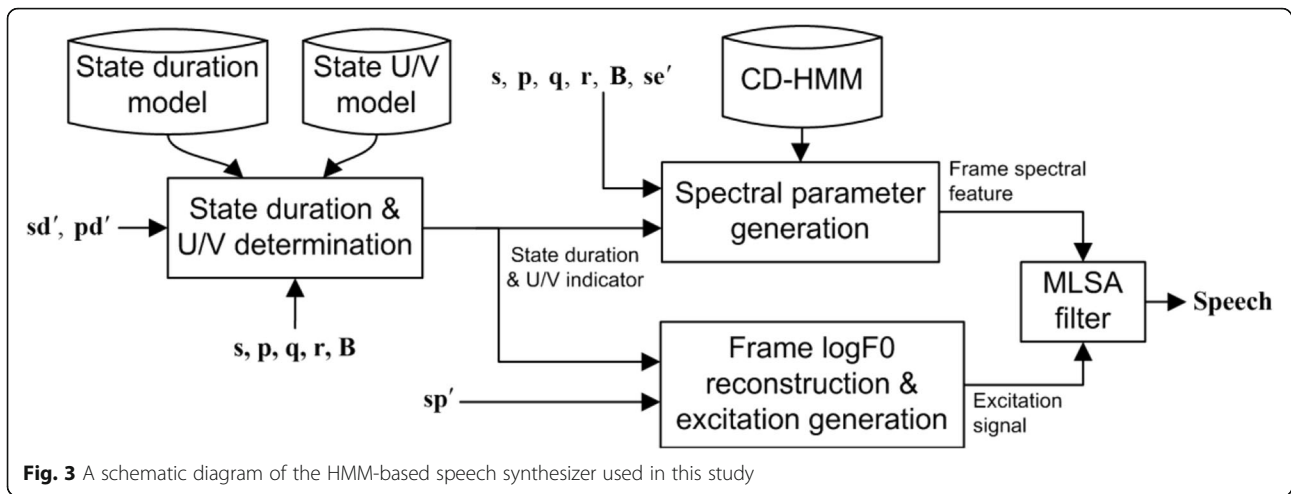 State duration
model
State U/V
model
s, p, q, r, B, se′
CD-HMM
sd′, pd′
State duration &
U/V determination
s, p, q, r, B
State duration
& U/V indicator
Spectral parameter
generation
Frame spectral
feature
sp′
Frame logF0
reconstruction &
excitation generation
Excitation
signal
MLSA
filter
Speech
Fig. 3 A schematic diagram of the HMM-based speech synthesizer used in this study